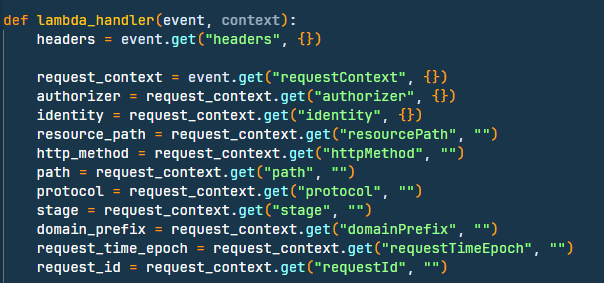 def lambda_handler(event, context):
    headers = event.get("headers", {})

    request_context = event.get("requestContext", {})
    authorizer = request_context.get("authorizer", {})
    identity = request_context.get("identity", {})
    resource_path = request_context.get("resourcePath", "")
    http_method = request_context.get("httpMethod", "")
    path = request_context.get("path", "")
    protocol = request_context.get("protocol", "")
    stage = request_context.get("stage", "")
    domain_prefix = request_context.get("domainPrefix", "")
    request_time_epoch = request_context.get("requestTimeEpoch", "")
    request_id = request_context.get("requestId", "")